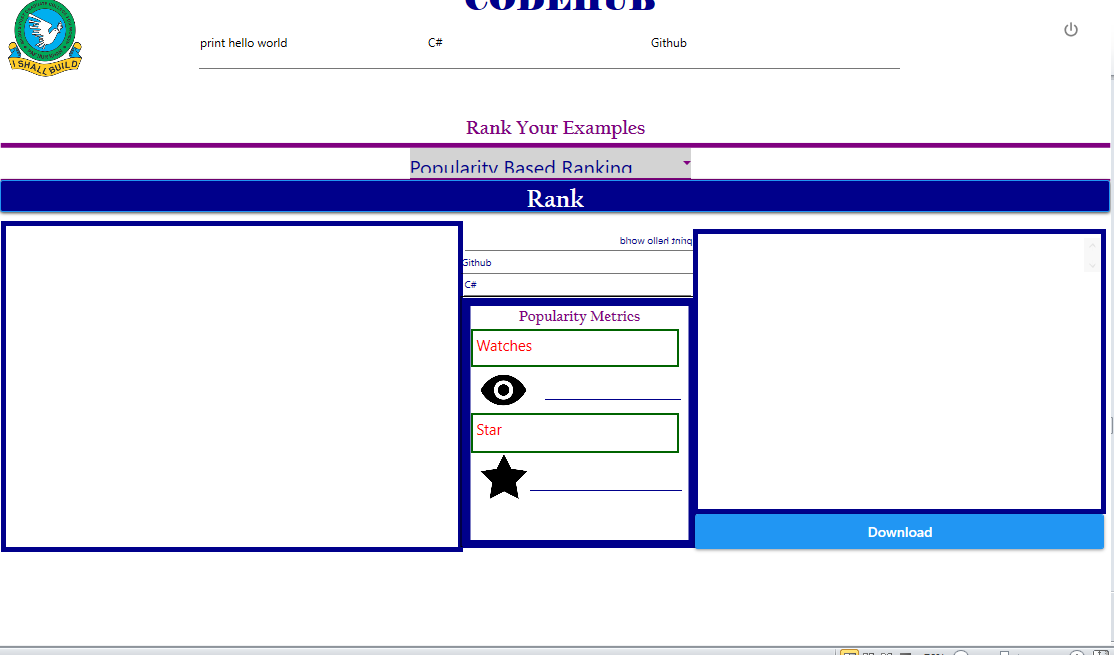 CODEHUB
I SHALL BUILD
print hello world C# Github
Rank Your Examples
Popularity Based Ranking
Rank
print hello world
Github
C#
Popularity Metrics
Watches
Star
Download